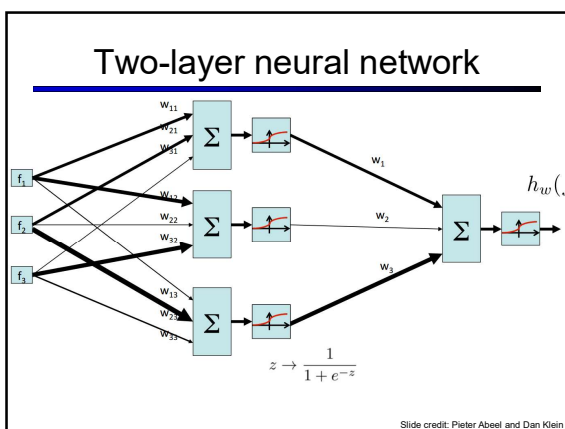 Two-layer neural network
w₁₁
w₂₁
w₃₁
f₁
f₂
f₃
w₁₂
w₂₂
w₃₂
w₁₃
w₂₃
w₃₃
Σ
Σ
Σ
w₁
w₂
w₃
Σ
h_w(
z → 1 / (1 + e^{-z})
Slide credit: Pieter Abeel and Dan Klein